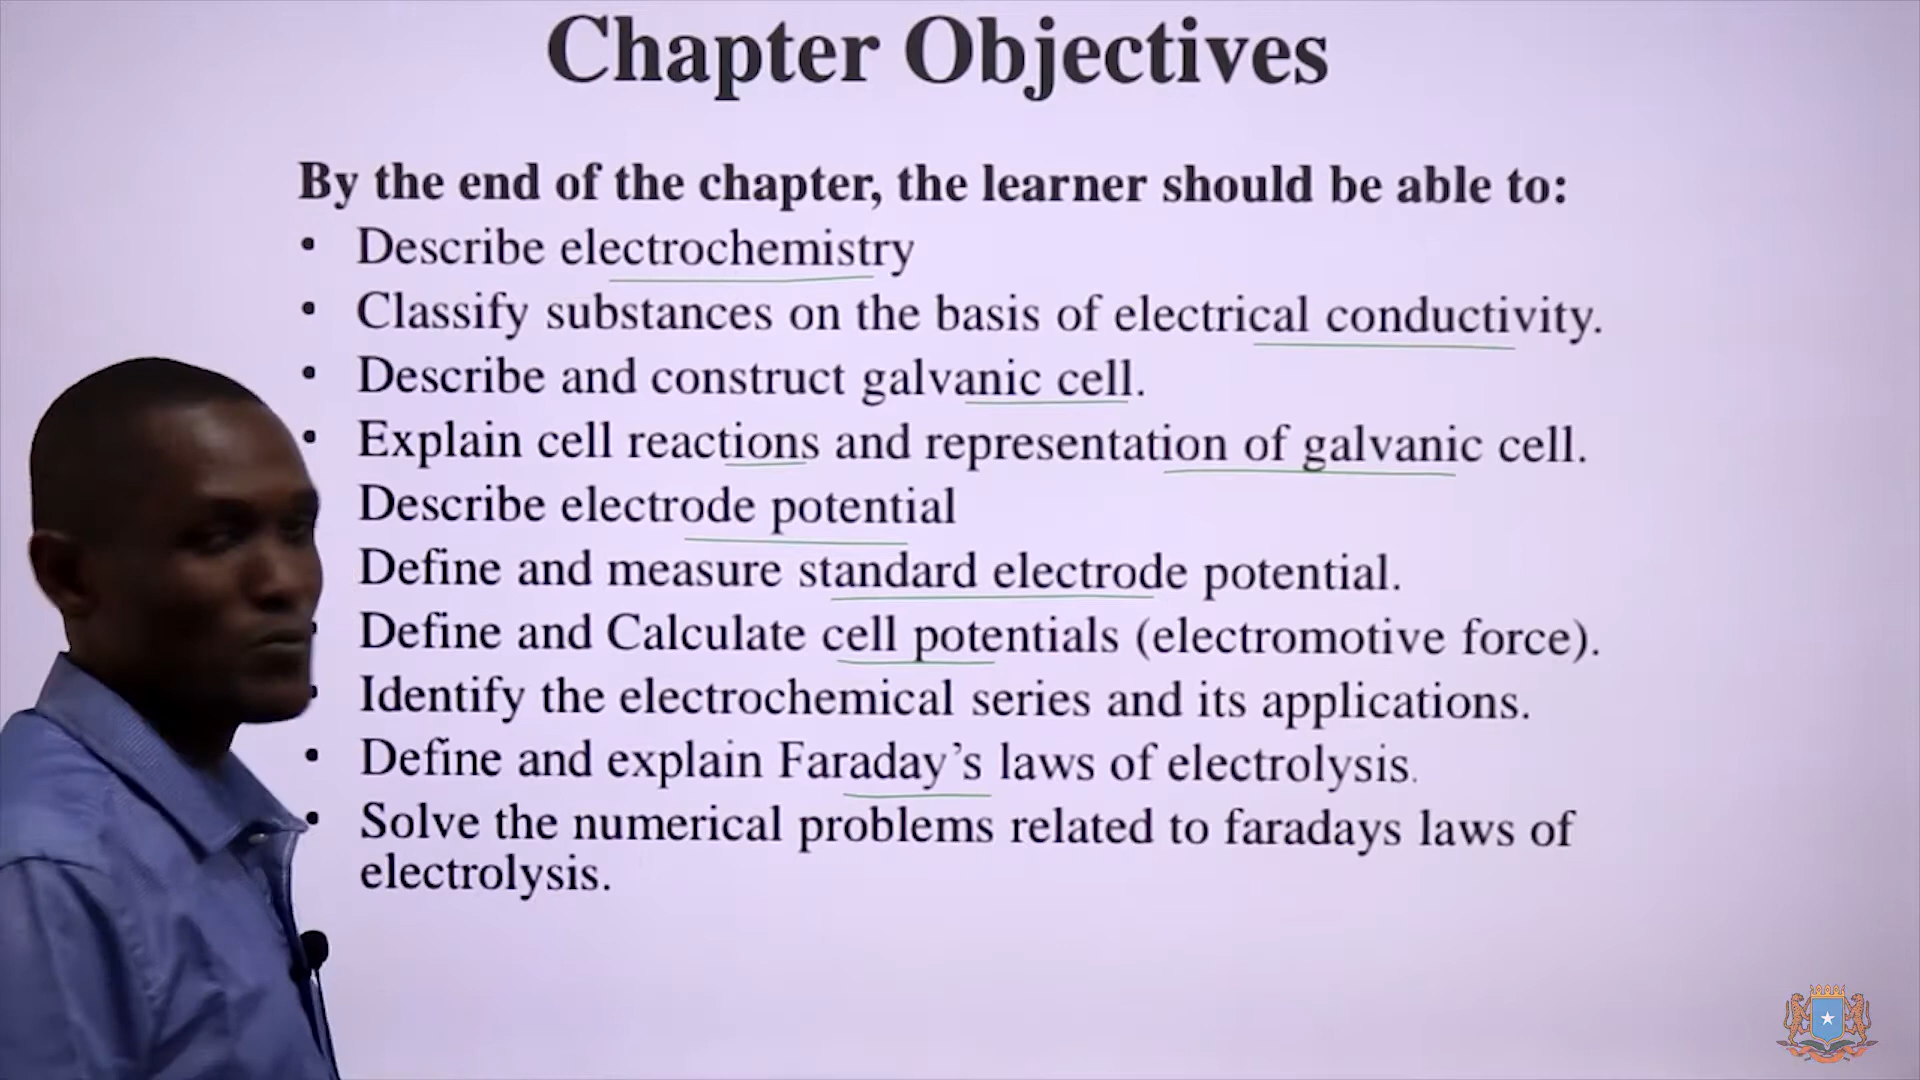 Chapter Objectives
By the end of the chapter, the learner should be able to:
• Describe electrochemistry
• Classify substances on the basis of electrical conductivity.
• Describe and construct galvanic cell.
• Explain cell reactions and representation of galvanic cell.
Describe electrode potential
Define and measure standard electrode potential.
• Define and Calculate cell potentials (electromotive force).
• Identify the electrochemical series and its applications.
• Define and explain Faraday’s laws of electrolysis.
• Solve the numerical problems related to faradays laws of
electrolysis.